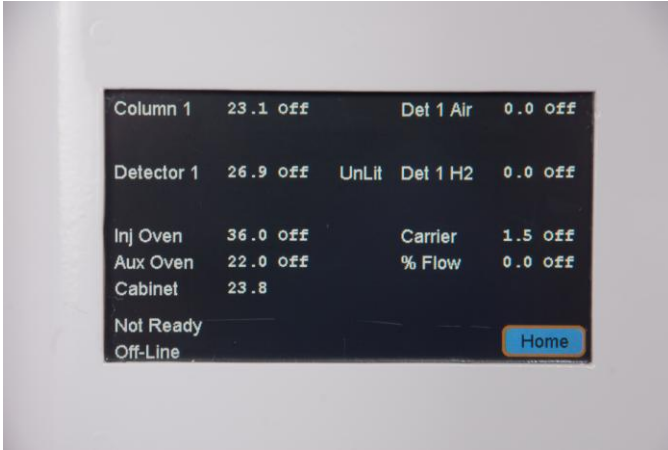 Column 1 23.1 Off Det 1 Air 0.0 Off
Detector 1 26.9 Off UnLit Det 1 H2 0.0 Off
Inj Oven 36.0 Off Carrier 1.5 Off
Aux Oven 22.0 Off % Flow 0.0 Off
Cabinet 23.8
Not Ready
Off-Line
Home